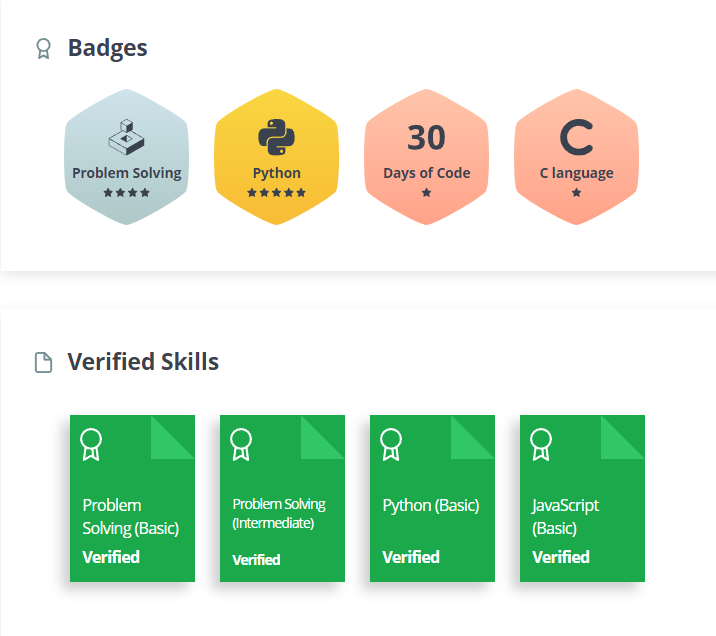 Badges
Problem Solving
Python
30
Days of Code
C
C language
Verified Skills
Problem
Solving (Basic)
Verified
Problem Solving
(Intermediate)
Verified
Python (Basic)
Verified
JavaScript
(Basic)
Verified